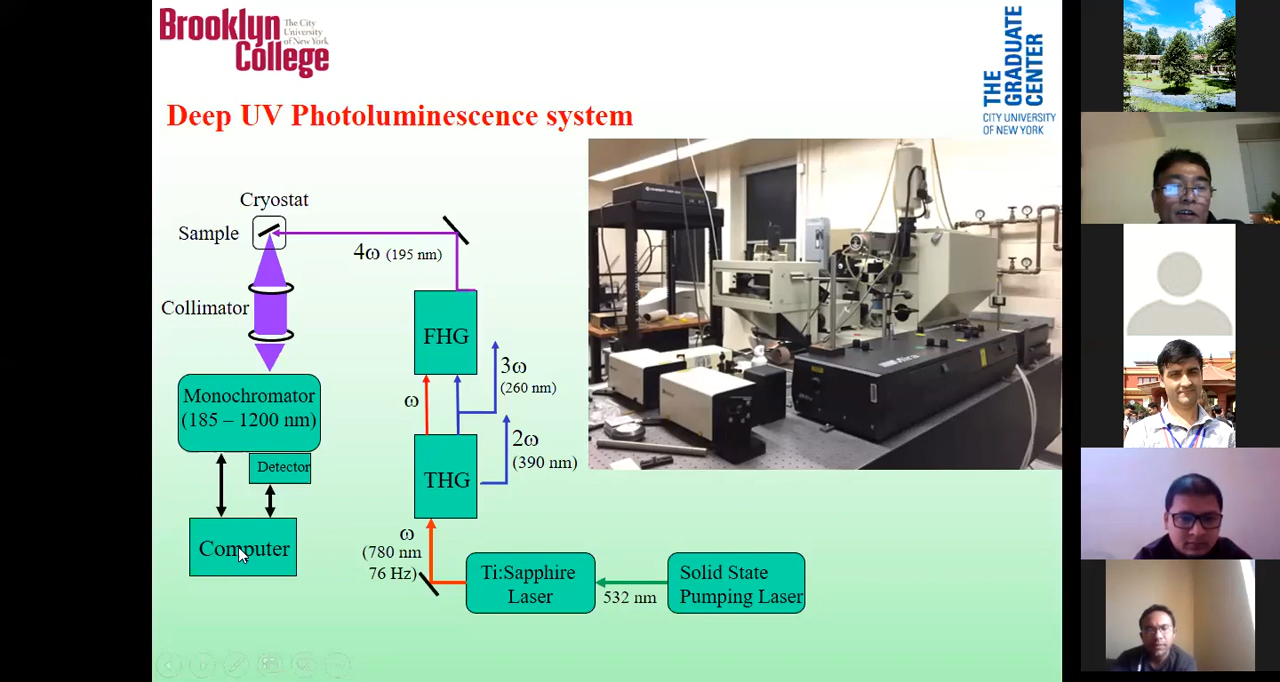 Brooklyn
College
The City
University
of New York
THE
GRADUATE
CENTER
CITY UNIVERSITY
OF NEW YORK
Deep UV Photoluminescence system
Cryostat
Sample
4ω (195 nm)
Collimator
FHG
3ω
(260 nm)
ω
Monochromator
(185 – 1200 nm)
2ω
(390 nm)
Detector
THG
ω
(780 nm
76 Hz)
Computer
Ti:Sapphire
Laser
532 nm
Solid State
Pumping Laser